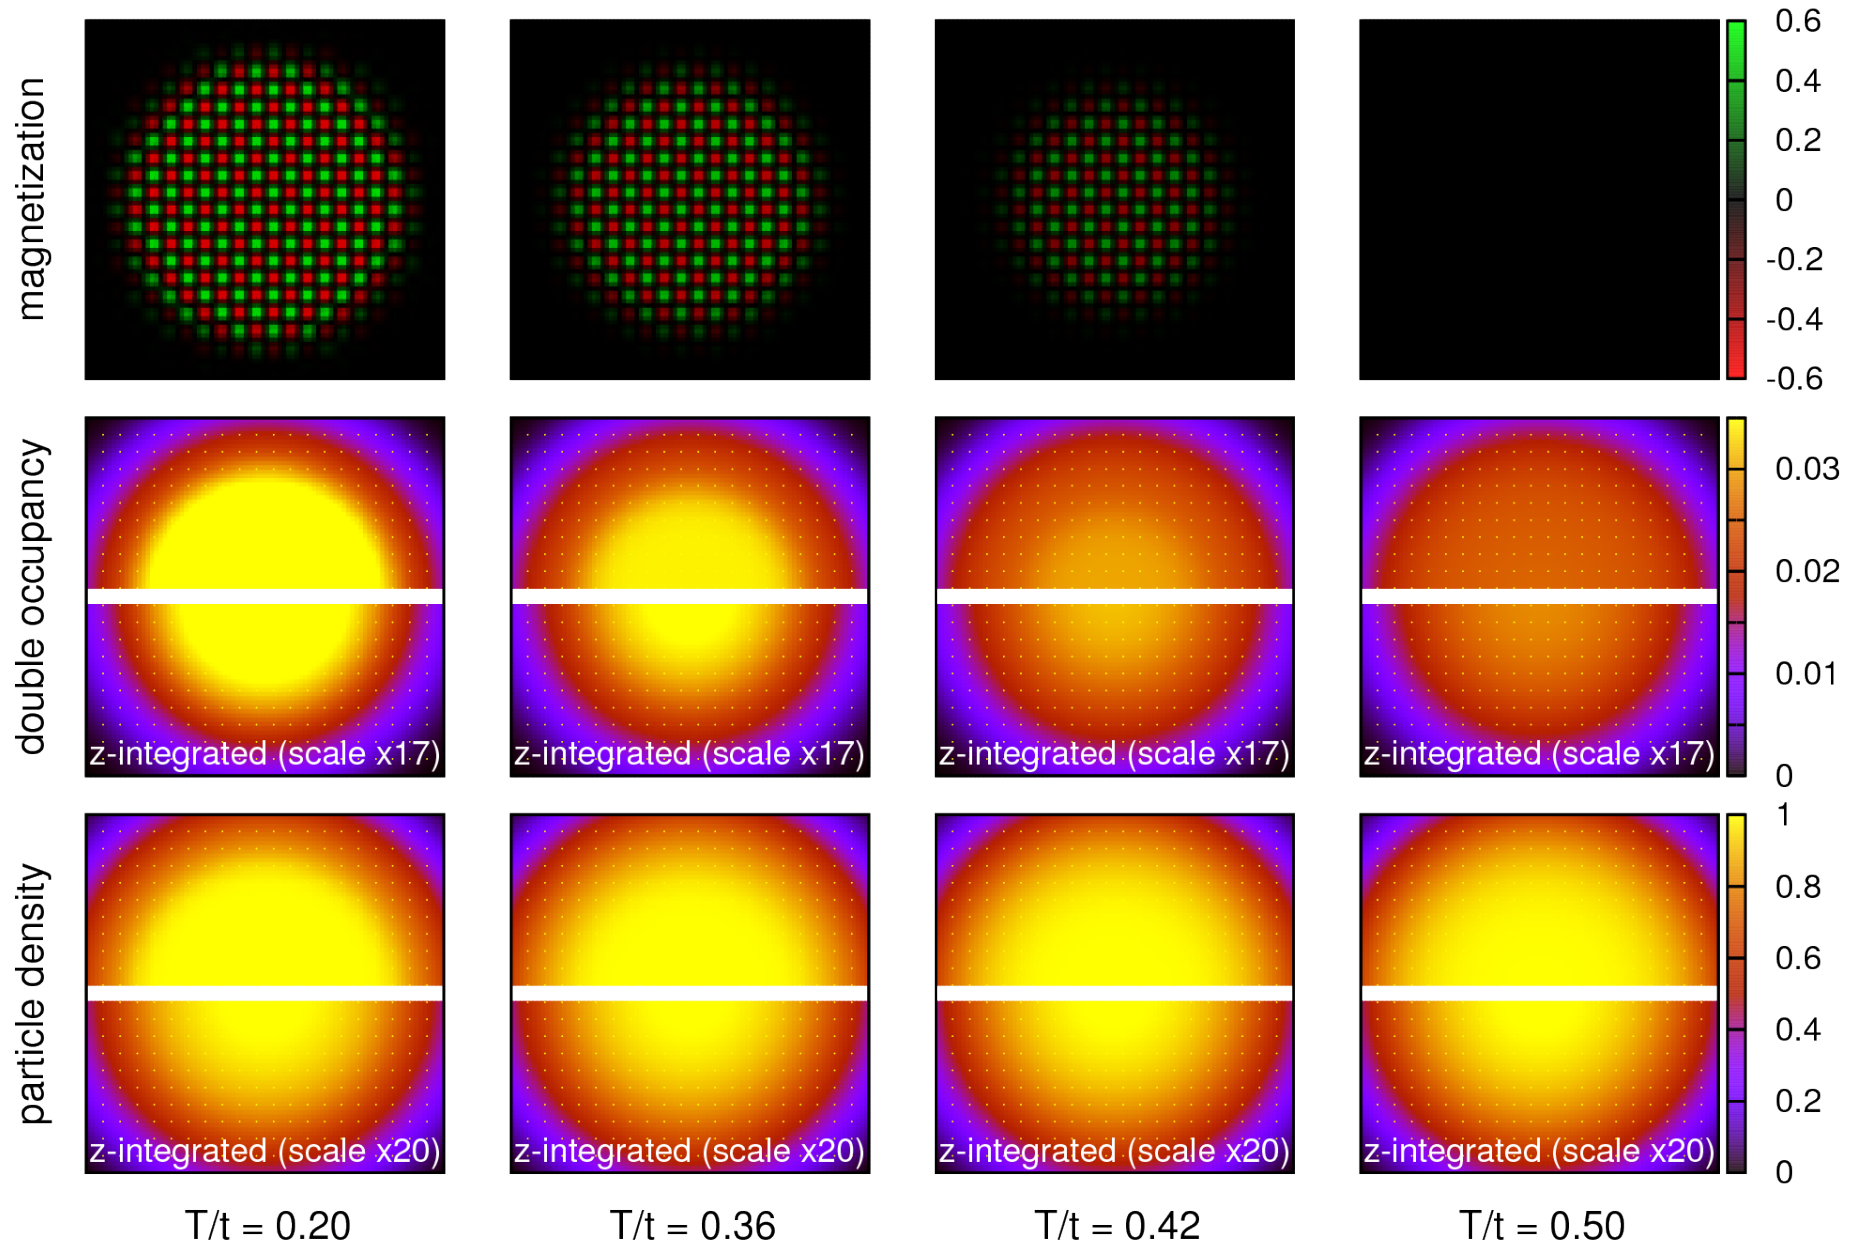 magnetization
0.6
0.4
0.2
0
-0.2
-0.4
-0.6
double occupancy
z-integrated (scale x17)
z-integrated (scale x17)
z-integrated (scale x17)
z-integrated (scale x17)
0.03
0.02
0.01
0
particle density
z-integrated (scale x20)
z-integrated (scale x20)
z-integrated (scale x20)
z-integrated (scale x20)
1
0.8
0.6
0.4
0.2
0
T/t = 0.20
T/t = 0.36
T/t = 0.42
T/t = 0.50